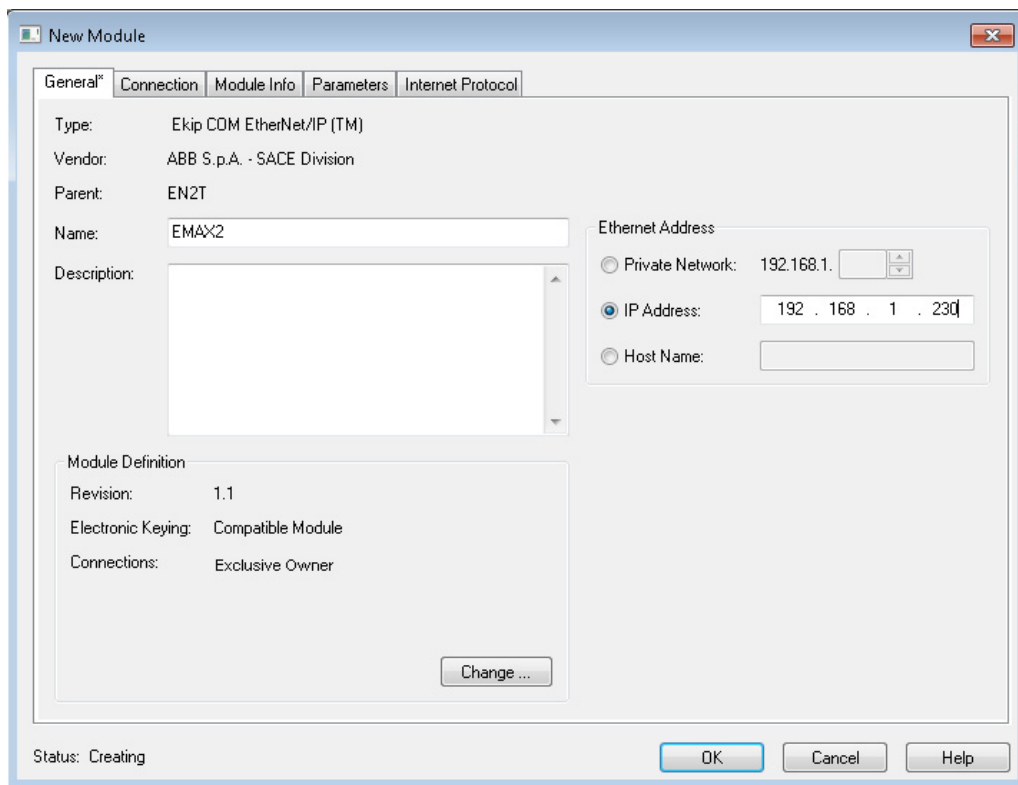 New Module
General* Connection Module Info Parameters Internet Protocol
Type: Ekip COM EtherNet/IP (TM)
Vendor: ABB S.p.A. - SACE Division
Parent: EN2T
Name: EMAX2
Description:
Ethernet Address
Private Network: 192.168.1.
IP Address: 192 . 168 . 1 . 230
Host Name:
Module Definition
Revision: 1.1
Electronic Keying: Compatible Module
Connections: Exclusive Owner
Change ...
Status: Creating
OK Cancel Help